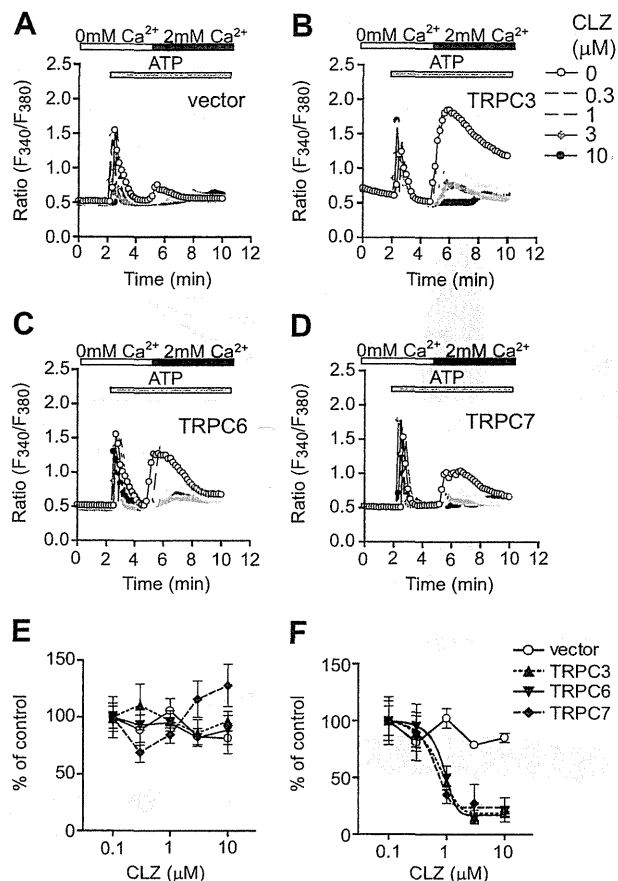 A
0mM Ca²⁺ 2mM Ca²⁺
ATP
vector
2.5
2.0
1.5
1.0
0.5
0.0
Ratio (F₃₄₀/F₃₈₀)
0 2 4 6 8 10 12
Time (min)
B
0mM Ca²⁺ 2mM Ca²⁺
ATP
TRPC3
2.5
2.0
1.5
1.0
0.5
0.0
Ratio (F₃₄₀/F₃₈₀)
0 2 4 6 8 10 12
Time (min)
CLZ
(μM)
0
0.3
1
3
10
C
0mM Ca²⁺ 2mM Ca²⁺
ATP
TRPC6
2.5
2.0
1.5
1.0
0.5
0.0
Ratio (F₃₄₀/F₃₈₀)
0 2 4 6 8 10 12
Time (min)
D
0mM Ca²⁺ 2mM Ca²⁺
ATP
TRPC7
2.5
2.0
1.5
1.0
0.5
0.0
Ratio (F₃₄₀/F₃₈₀)
0 2 4 6 8 10 12
Time (min)
E
150
100
50
0
% of control
0.1 1 10
CLZ (μM)
F
150
100
50
0
% of control
0.1 1 10
CLZ (μM)
vector
TRPC3
TRPC6
TRPC7